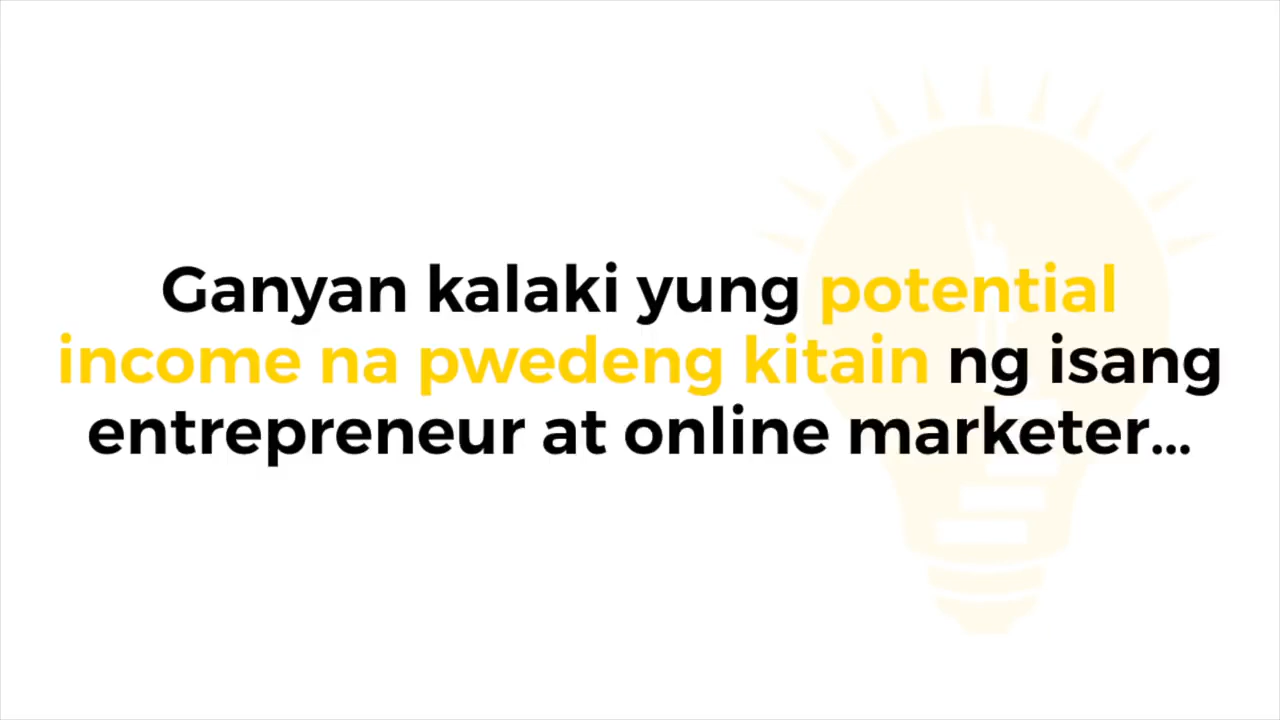 Ganyan kalaki yung potential
income na pwedeng kitain ng isang
entrepreneur at online marketer...